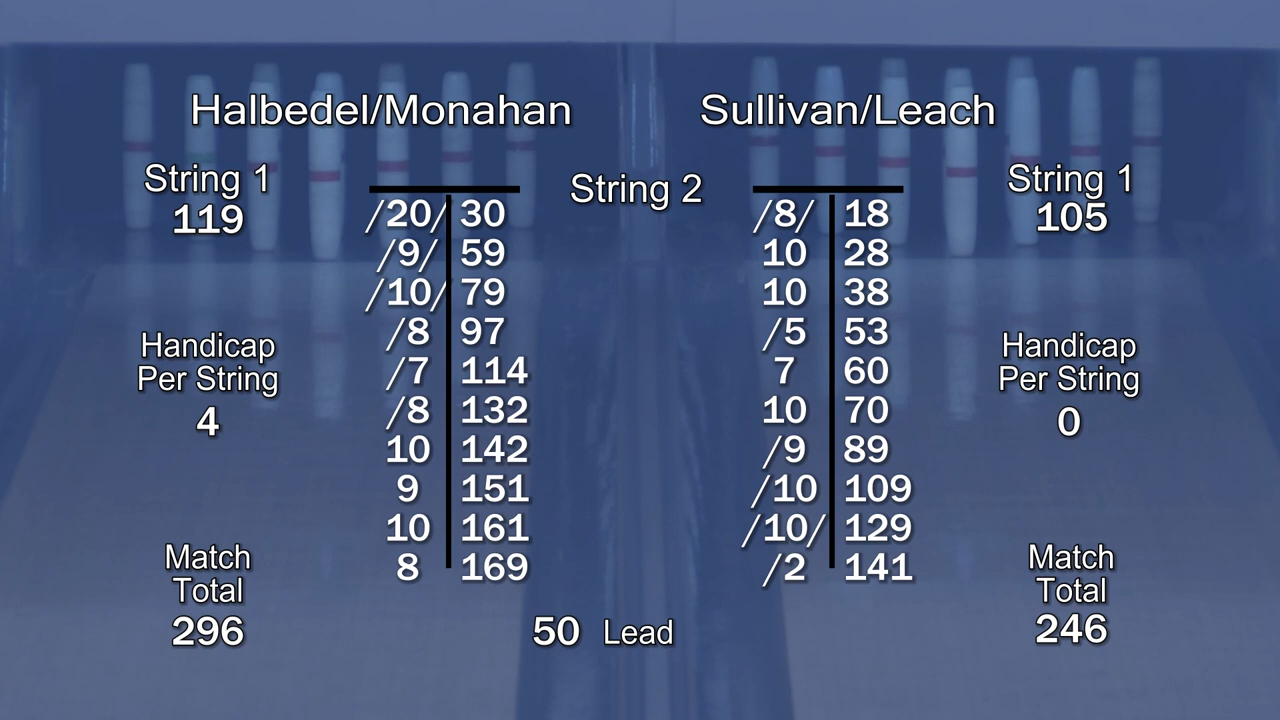 Halbedel/Monahan
Sullivan/Leach
String 1
119
String 2
String 1
105
/20/ 30
/9/ 59
/10/ 79
/8 97
/7 114
/8 132
10 142
9 151
10 161
8 169
/8/ 18
10 28
10 38
/5 53
7 60
10 70
/9 89
/10 109
/10/ 129
/2 141
Handicap
Per String
4
Handicap
Per String
0
Match
Total
296
50 Lead
Match
Total
246